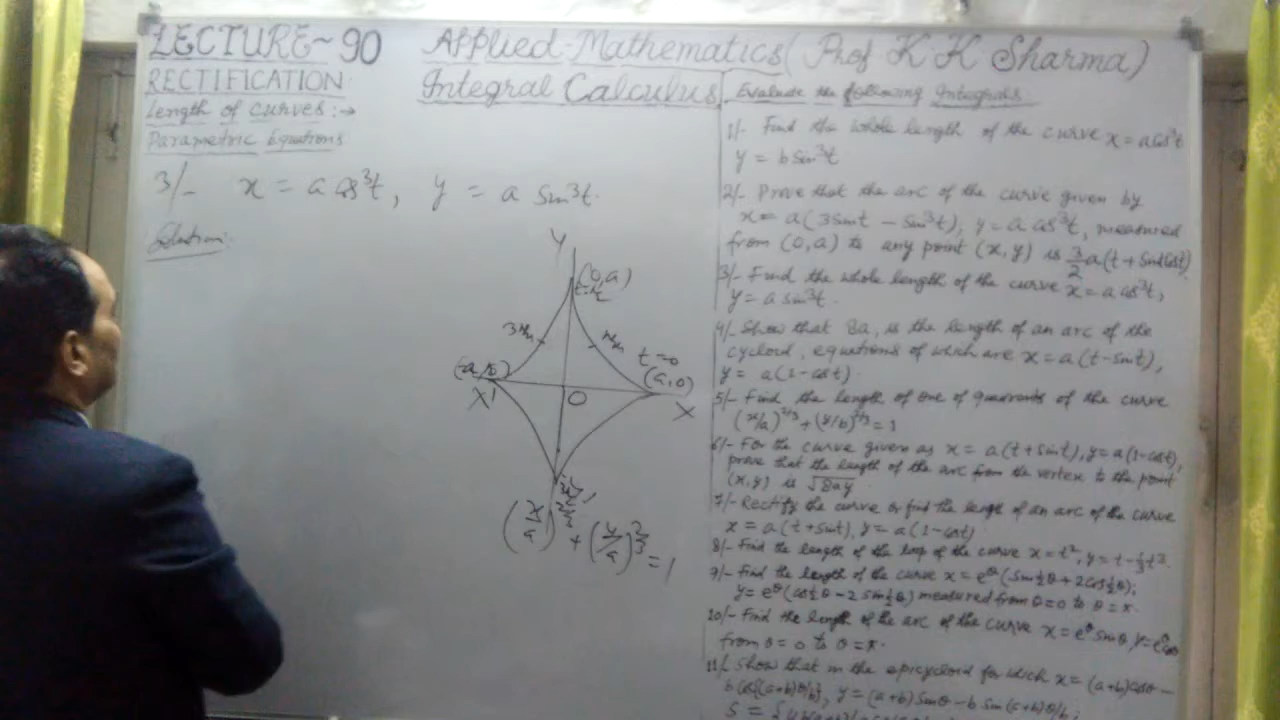 LECTURE~90 Applied Mathematics (Prof K K Sharma)
RECTIFICATION Integral Calculus
Length of curves :→
Parametric Equations
3/- x = a cos³t, y = a sin³t.
Solution:
Y
(0,a)
t=0
(a,0)
(-a,0)
X'
O
X
(x/a)^2/3 + (y/a)^2/3 = 1
Evaluate the following Integrals.
1/- Find the whole length of the curve x = a cos³t
y = b sin³t
2/- Prove that the arc of the curve given by
x = a(3 sint – sin³t), y = a cos³t, measured
from (0,a) to any point (x,y) is 3/2 a(t + sint cost)
3/- Find the whole length of the curve x = a cos³t,
y = a sin³t.
4/- Show that 8a, is the length of an arc of the
cycloid, equations of which are x = a(t-sint),
y = a(1-cost).
5/- Find the length of one of quadrants of the curve
(x/a)^2/3 + (y/b)^2/3 = 1
6/- For the curve given as x = a(t+sint), y = a(1-cost),
prove that the length of the arc from the vertex to the point
(x,y) is √8ay
7/- Rectify the curve or find the length of an arc of the curve
x = a(t+sint), y = a(1-cost)
8/- Find the length of the loop of the curve x = t², y = t - ⅓t³.
9/- Find the length of the curve x = e^θ (sin½θ + 2cos½θ);
y = e^θ (cos½θ - 2 sin½θ) measured from θ=0 to θ=π.
10/- Find the length of the arc of the curve x = e^θ sinθ, y = e^θ cosθ
from θ = 0 to θ = π.
11/- Show that in the epicycloid for which x = (a+b)cosθ -
b cos{(a+b)θ/b}, y = (a+b) sinθ - b sin (a+b)θ/b;
S =